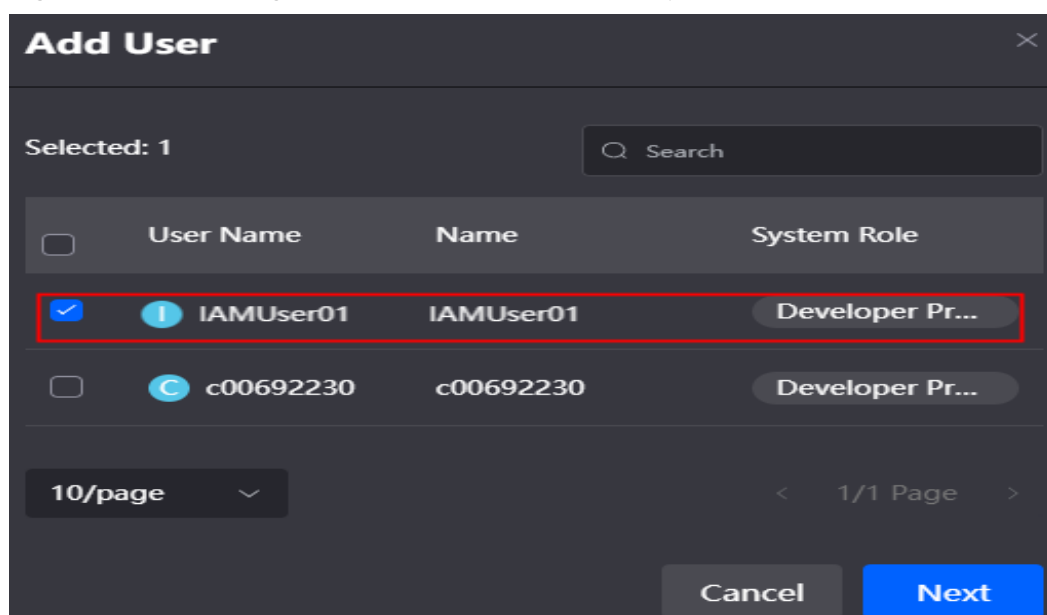 Add User
Selected: 1
Search
User Name Name System Role
I IAMUser01 IAMUser01 Developer Pr...
C c00692230 c00692230 Developer Pr...
10/page < 1/1 Page >
Cancel Next